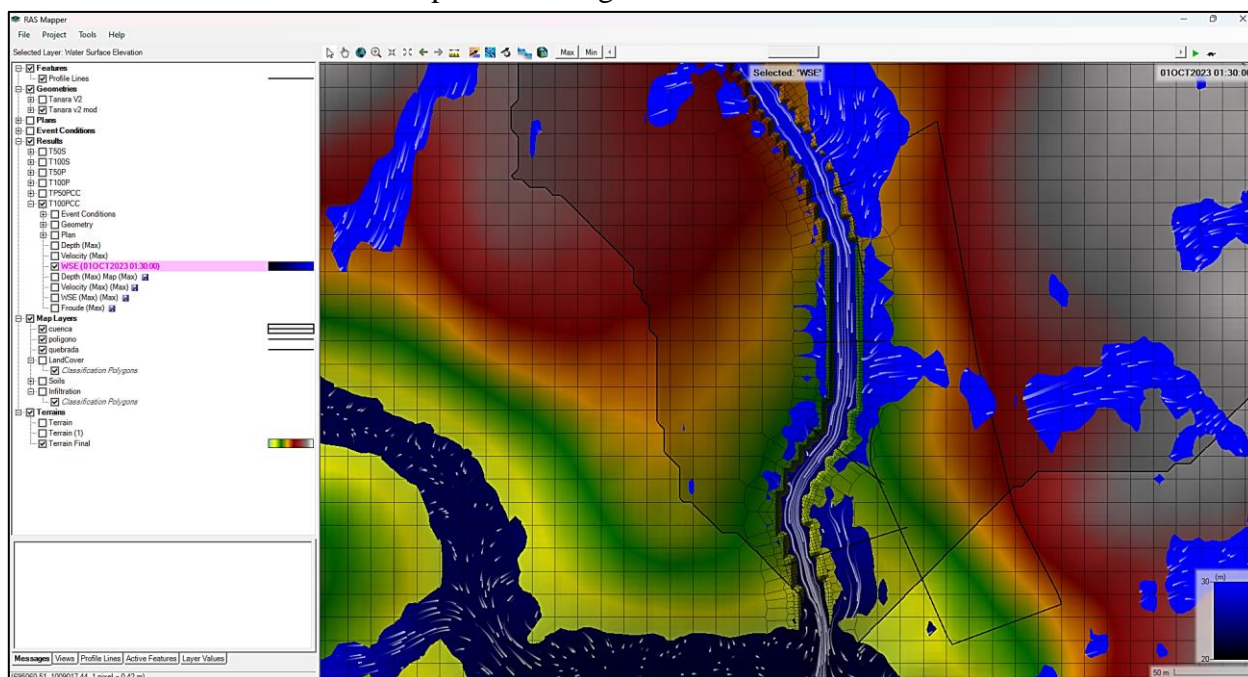 RAS Mapper
File Project Tools Help
Selected Layer: Water Surface Elevation
Max Min
Features
Profile Lines
Geometries
Tanara V2
Tanara v2 mod
Plans
Event Conditions
Results
T50S
T100S
T50P
T100P
TP50PCC
T100PCC
Event Conditions
Geometry
Plan
Depth (Max)
Velocity (Max)
WSE (01OCT2023 01:30:00)
Depth (Max) Map (Max)
Velocity (Max) (Max)
WSE (Max) (Max)
Froude (Max)
Map Layers
cuenca
poligono
quebrada
LandCover
Classification Polygons
Soils
Infiltration
Classification Polygons
Terrains
Terrain
Terrain (1)
Terrain Final
Selected: 'WSE'
01OCT2023 01:30:00
30 (m)
20
50 m
Messages Views Profile Lines Active Features Layer Values